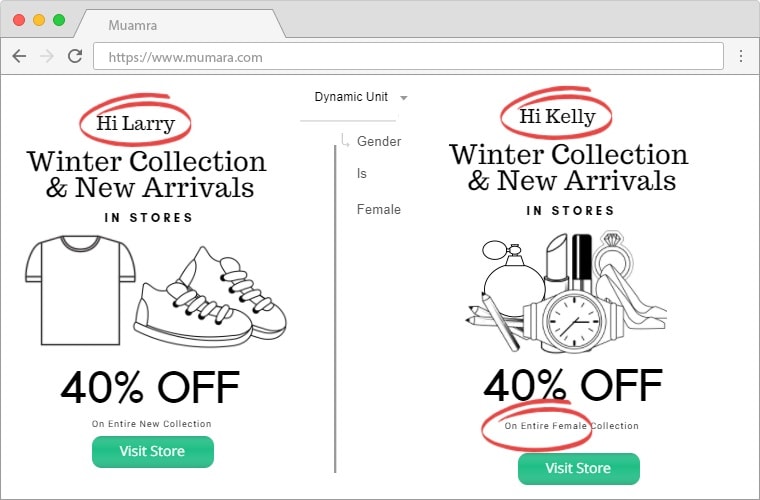 Muamra
https://www.mumara.com
Hi Larry
Winter Collection
& New Arrivals
IN STORES
40% OFF
On Entire New Collection
Visit Store
Dynamic Unit
Gender
Is
Female
Hi Kelly
Winter Collection
& New Arrivals
IN STORES
40% OFF
On Entire Female Collection
Visit Store